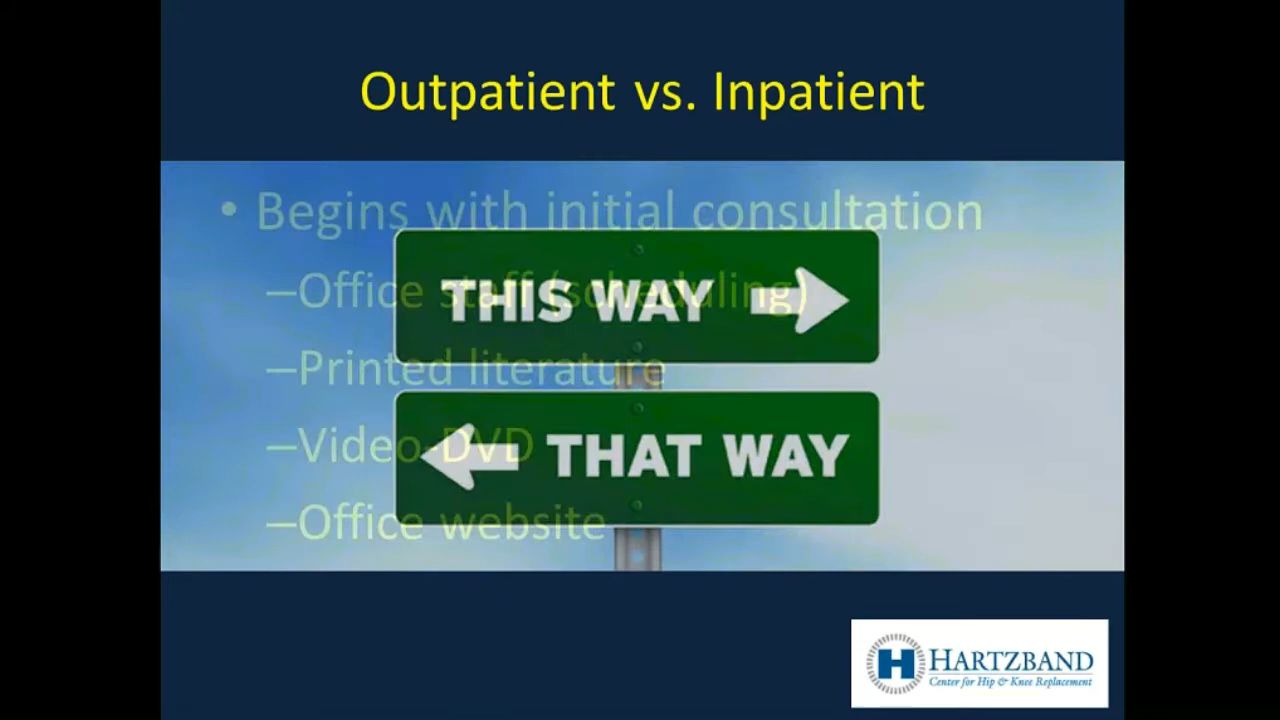 Outpatient vs. Inpatient
• Begins with initial consultation
–Office staff (scheduling)
THIS WAY
–Printed literature
–Video-DVD
THAT WAY
–Office website
H HARTZBAND
Center for Hip & Knee Replacement